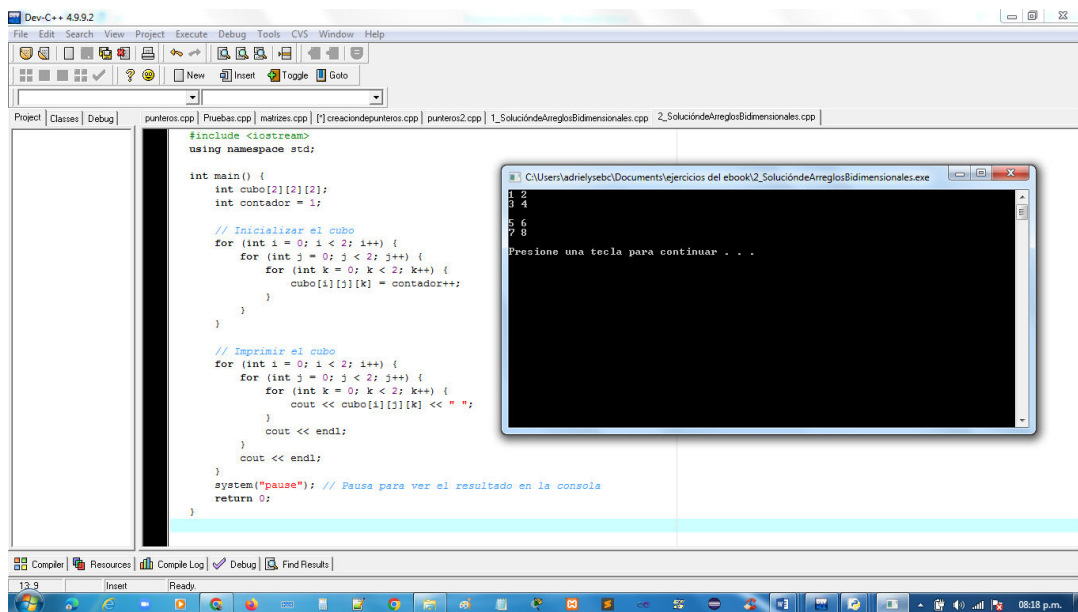 Dev-C++ 4.9.9.2
File Edit Search View Project Execute Debug Tools CVS Window Help
New Insert Toggle Goto
Project Classes Debug
punteros.cpp Pruebas.cpp matrizes.cpp [*] creaciondepunteros.cpp punteros2.cpp 1_SolucióndeArreglosBidimensionales.cpp 2_SolucióndeArreglosBidimensionales.cpp
#include <iostream>
using namespace std;
int main() {
int cubo[2][2][2];
int contador = 1;
// Inicializar el cubo
for (int i = 0; i < 2; i++) {
for (int j = 0; j < 2; j++) {
for (int k = 0; k < 2; k++) {
cubo[i][j][k] = contador++;
}
}
}
// Imprimir el cubo
for (int i = 0; i < 2; i++) {
for (int j = 0; j < 2; j++) {
for (int k = 0; k < 2; k++) {
cout << cubo[i][j][k] << " ";
}
cout << endl;
}
cout << endl;
}
system("pause"); // Pausa para ver el resultado en la consola
return 0;
}
C:\Users\adrielysebc\Documents\ejercicios del ebook\2_SolucióndeArreglosBidimensionales.exe
1 2
3 4
5 6
7 8
Presione una tecla para continuar . . .
Compiler Resources Compile Log Debug Find Results
13:9 Insert Ready.
08:18 p.m.